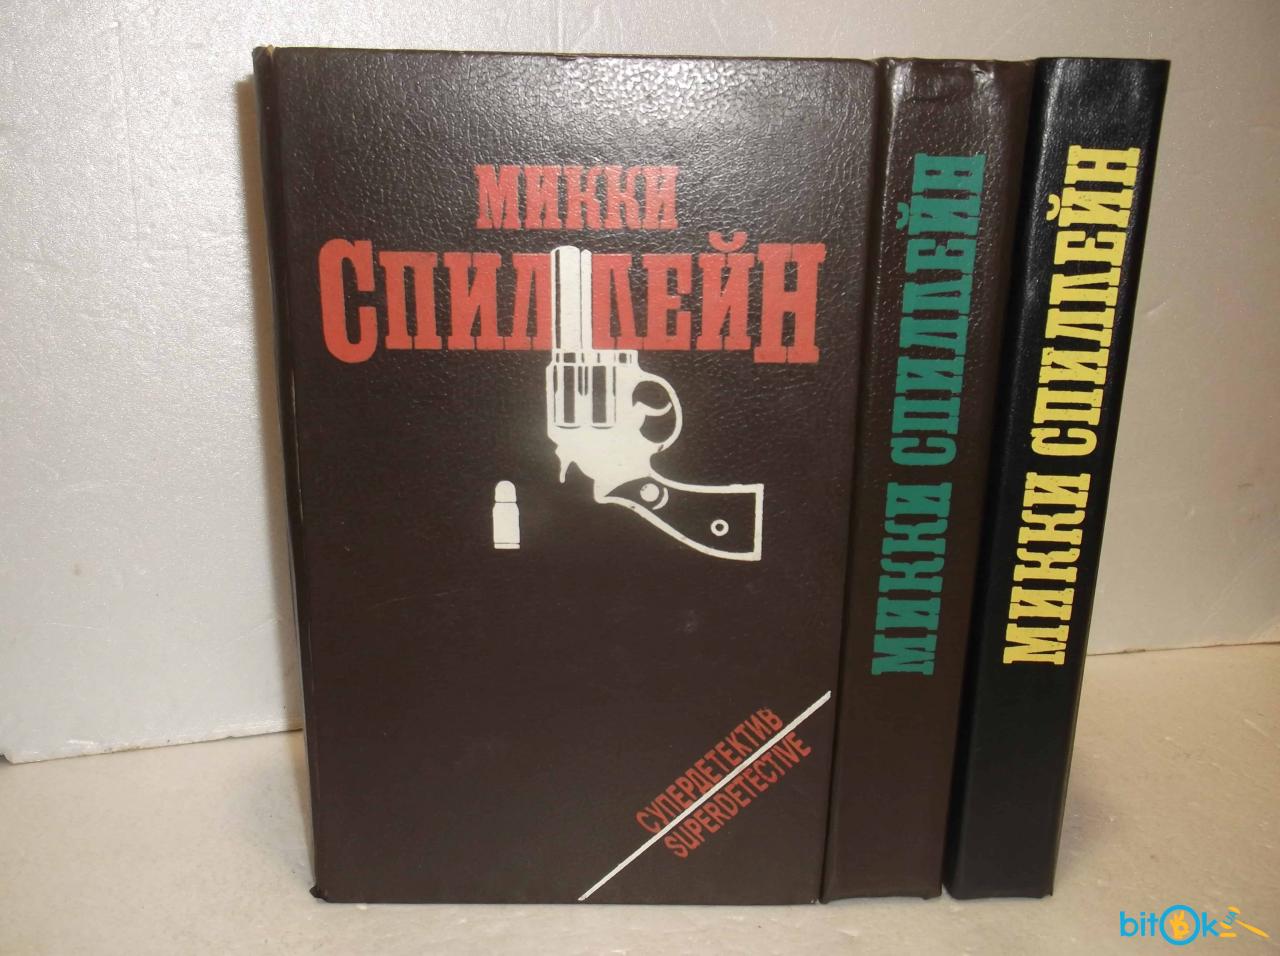 МИККИ
СПИЛЛЕЙН
СУПЕРДЕТЕКТИВ
SUPERDETECTIVE
МИККИ СПИЛЛЕЙН
МИККИ СПИЛЛЕЙН
bitOk